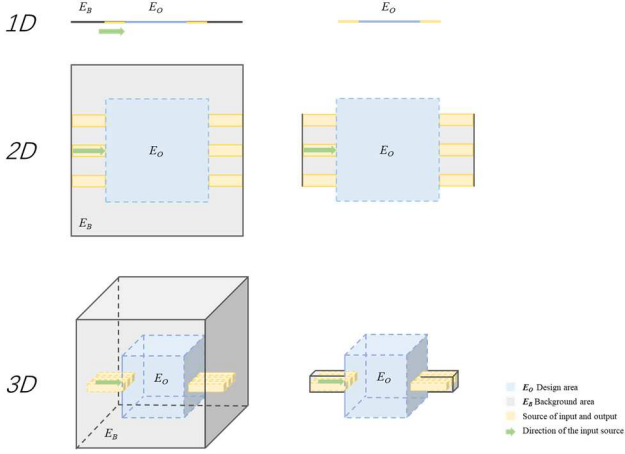 1D
E_B
E_O
E_O
2D
E_O
E_O
E_B
3D
E_O
E_O
E_B
E_O Design area
E_B Background area
Source of input and output
Direction of the input source